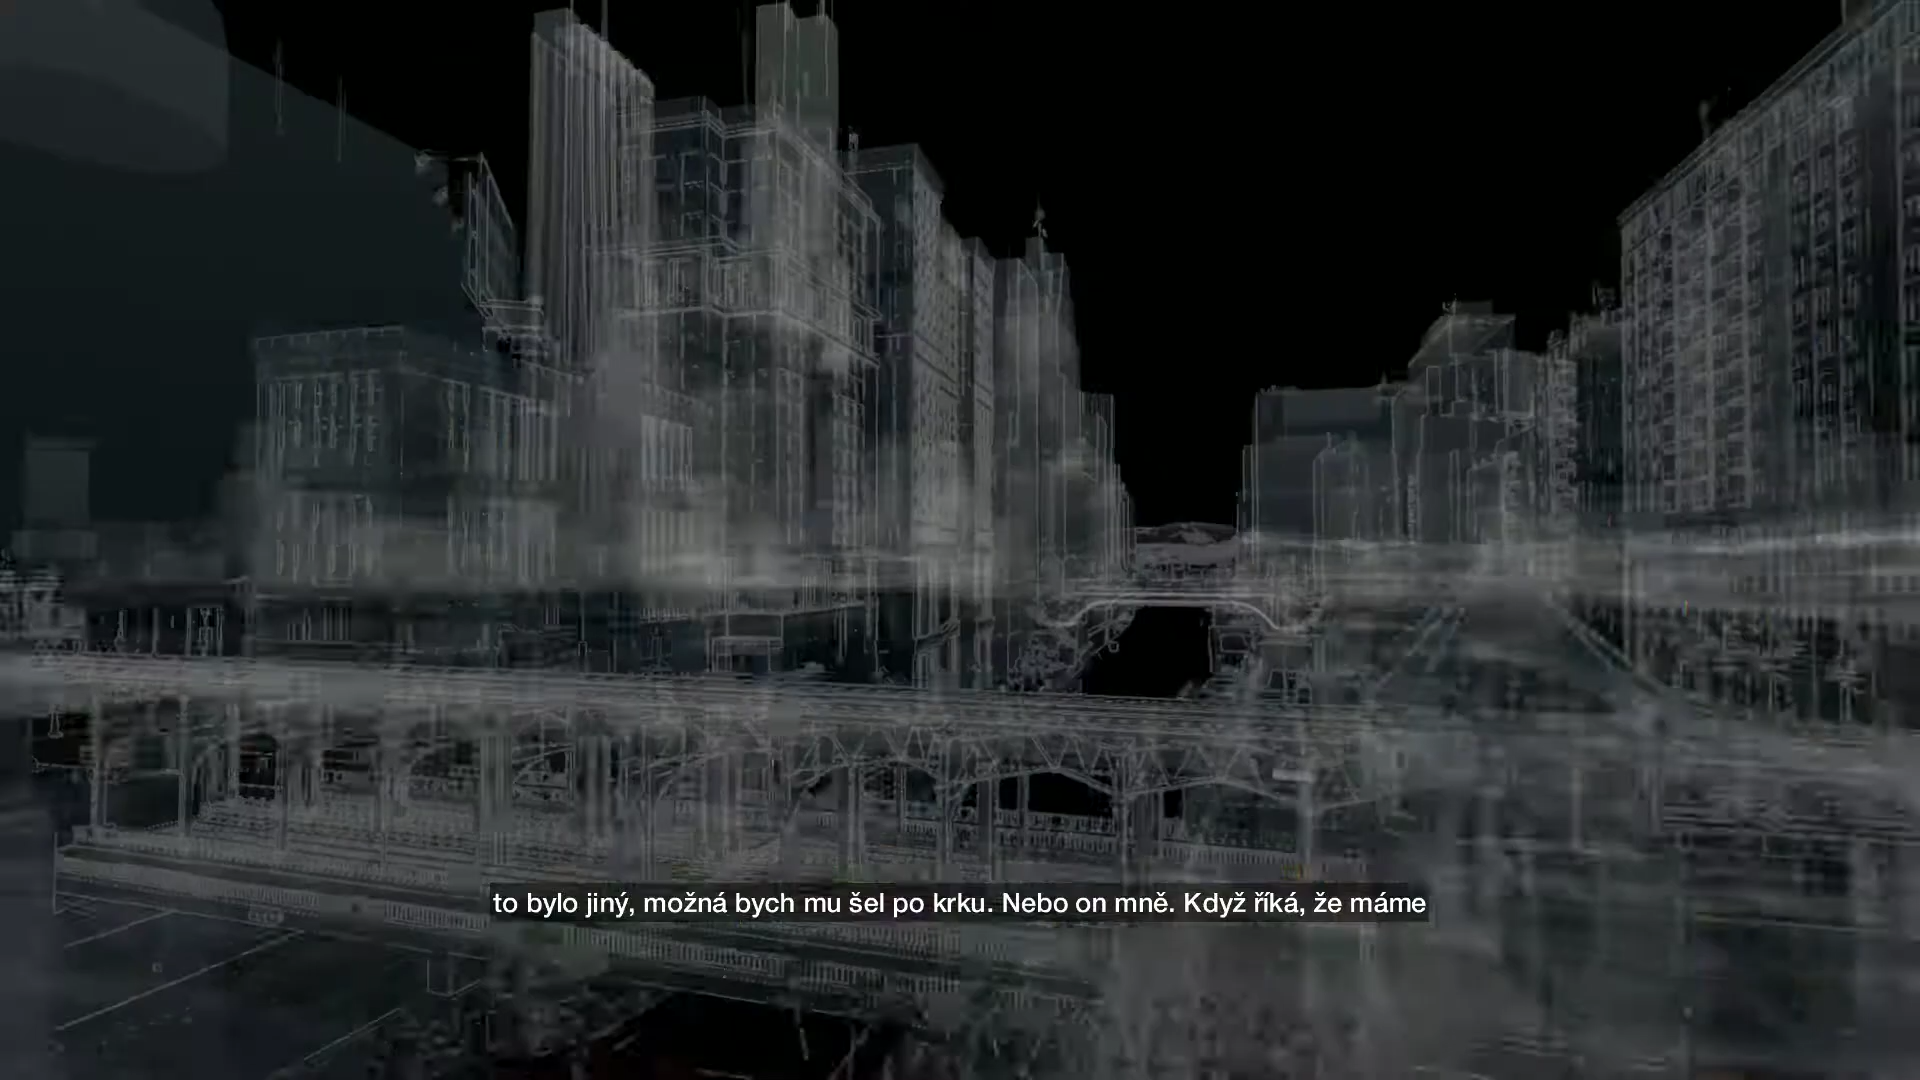 to bylo jiný, možná bych mu šel po krku. Nebo on mně. Když říká, že máme